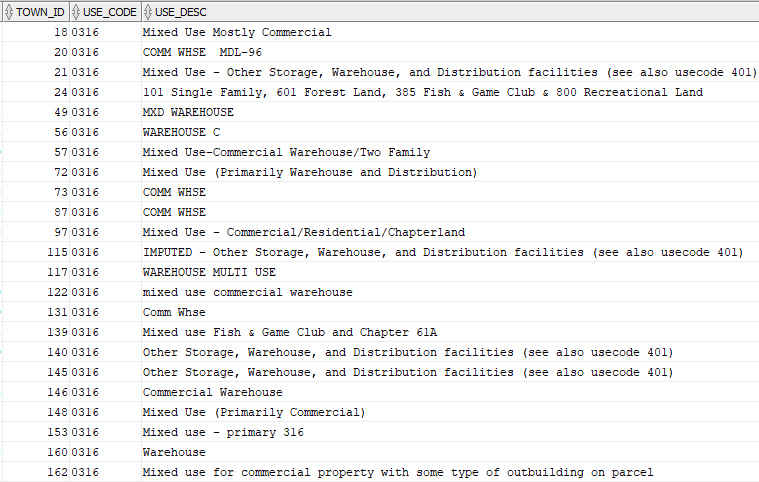 TOWN_ID USE_CODE USE_DESC
18 0316 Mixed Use Mostly Commercial
20 0316 COMM WHSE  MDL-96
21 0316 Mixed Use - Other Storage, Warehouse, and Distribution facilities (see also usecode 401)
24 0316 101 Single Family, 601 Forest Land, 385 Fish & Game Club & 800 Recreational Land
49 0316 MXD WAREHOUSE
56 0316 WAREHOUSE C
57 0316 Mixed Use-Commercial Warehouse/Two Family
72 0316 Mixed Use (Primarily Warehouse and Distribution)
73 0316 COMM WHSE
87 0316 COMM WHSE
97 0316 Mixed Use - Commercial/Residential/Chapterland
115 0316 IMPUTED - Other Storage, Warehouse, and Distribution facilities (see also usecode 401)
117 0316 WAREHOUSE MULTI USE
122 0316 mixed use commercial warehouse
131 0316 Comm Whse
139 0316 Mixed use Fish & Game Club and Chapter 61A
140 0316 Other Storage, Warehouse, and Distribution facilities (see also usecode 401)
145 0316 Other Storage, Warehouse, and Distribution facilities (see also usecode 401)
146 0316 Commercial Warehouse
148 0316 Mixed Use (Primarily Commercial)
153 0316 Mixed use - primary 316
160 0316 Warehouse
162 0316 Mixed use for commercial property with some type of outbuilding on parcel